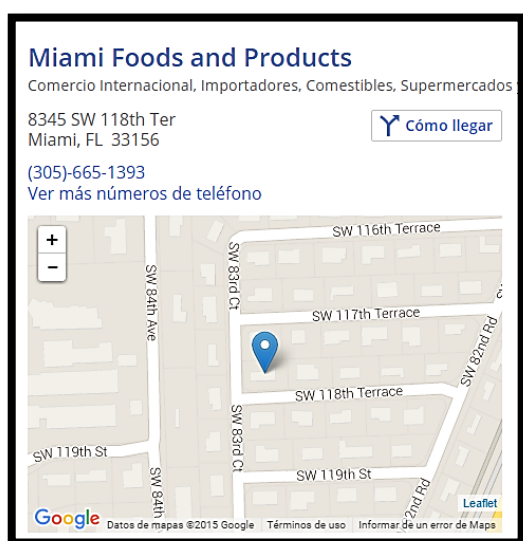 Miami Foods and Products
Comercio Internacional, Importadores, Comestibles, Supermercados
8345 SW 118th Ter
Miami, FL 33156
Cómo llegar
(305)-665-1393
Ver más números de teléfono
+
−
SW 116th Terrace
SW 83rd Ct
SW 84th Ave
SW 117th Terrace
SW 82nd Rd
SW 118th Terrace
SW 83rd Ct
SW 119th St
SW 119th St
SW 84th
2nd Rd
Leaflet
Google
Datos de mapas ©2015 Google
Términos de uso
Informar de un error de Maps